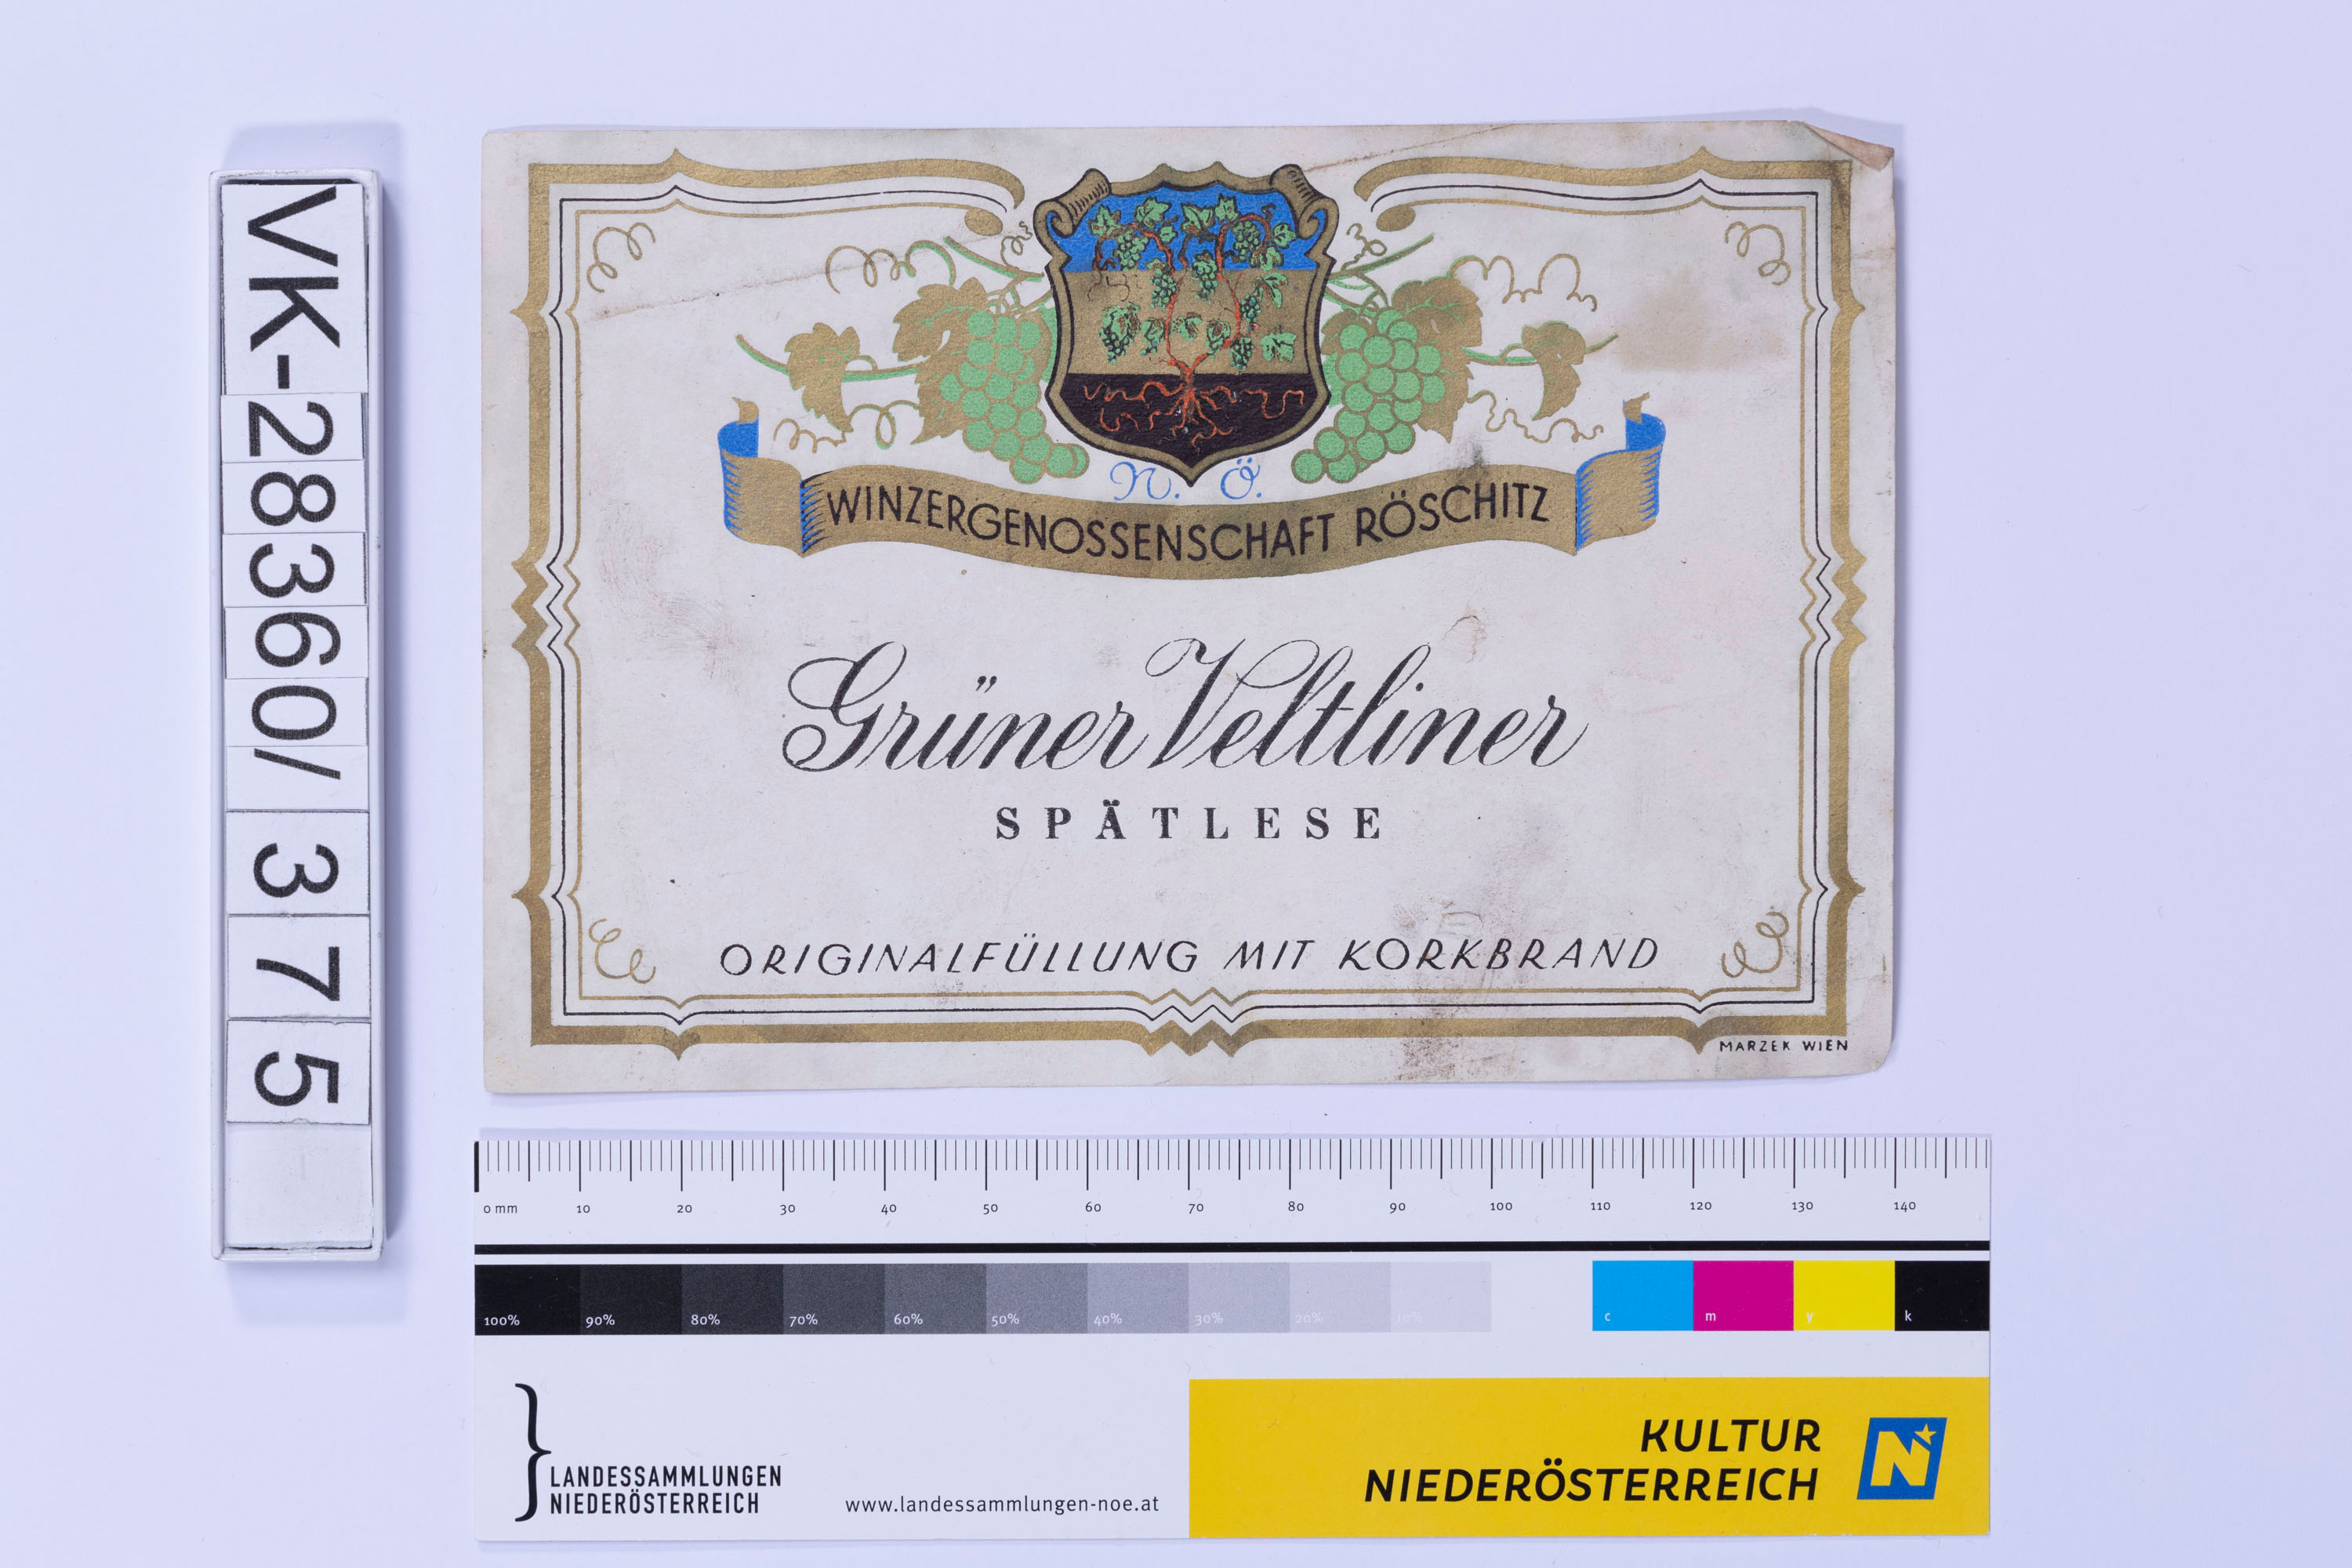 VK-28360/375
N. Ö.
WINZERGENOSSENSCHAFT RÖSCHITZ
Grüner Veltliner
SPÄTLESE
ORIGINALFÜLLUNG MIT KORKBRAND
MARZEK WIEN
0 mm 10 20 30 40 50 60 70 80 90 100 110 120 130 140
100% 90% 80% 70% 60% 50% 40% 30% 20% 10% c m y k
LANDESSAMMLUNGEN
NIEDERÖSTERREICH
www.landessammlungen-noe.at
KULTUR
NIEDERÖSTERREICH
N